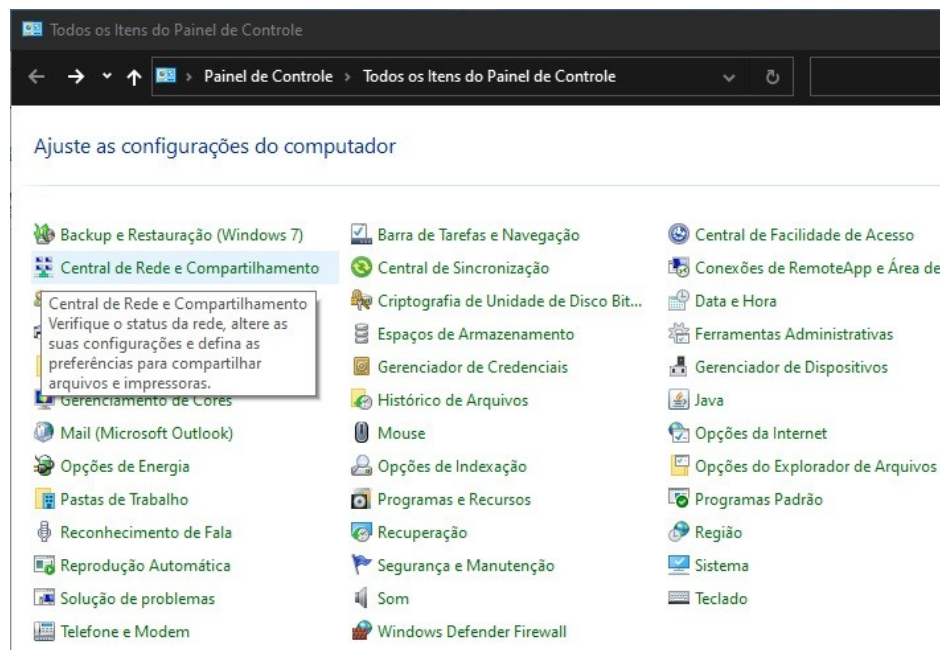 Todos os Itens do Painel de Controle
Painel de Controle > Todos os Itens do Painel de Controle
Ajuste as configurações do computador
Backup e Restauração (Windows 7)
Barra de Tarefas e Navegação
Central de Facilidade de Acesso
Central de Rede e Compartilhamento
Central de Sincronização
Conexões de RemoteApp e Área de
Central de Rede e Compartilhamento
Verifique o status da rede, altere as
suas configurações e defina as
preferências para compartilhar
arquivos e impressoras.
Criptografia de Unidade de Disco Bit...
Data e Hora
Espaços de Armazenamento
Ferramentas Administrativas
Gerenciador de Credenciais
Gerenciador de Dispositivos
Gerenciamento de Cores
Histórico de Arquivos
Java
Mail (Microsoft Outlook)
Mouse
Opções da Internet
Opções de Energia
Opções de Indexação
Opções do Explorador de Arquivos
Pastas de Trabalho
Programas e Recursos
Programas Padrão
Reconhecimento de Fala
Recuperação
Região
Reprodução Automática
Segurança e Manutenção
Sistema
Solução de problemas
Som
Teclado
Telefone e Modem
Windows Defender Firewall